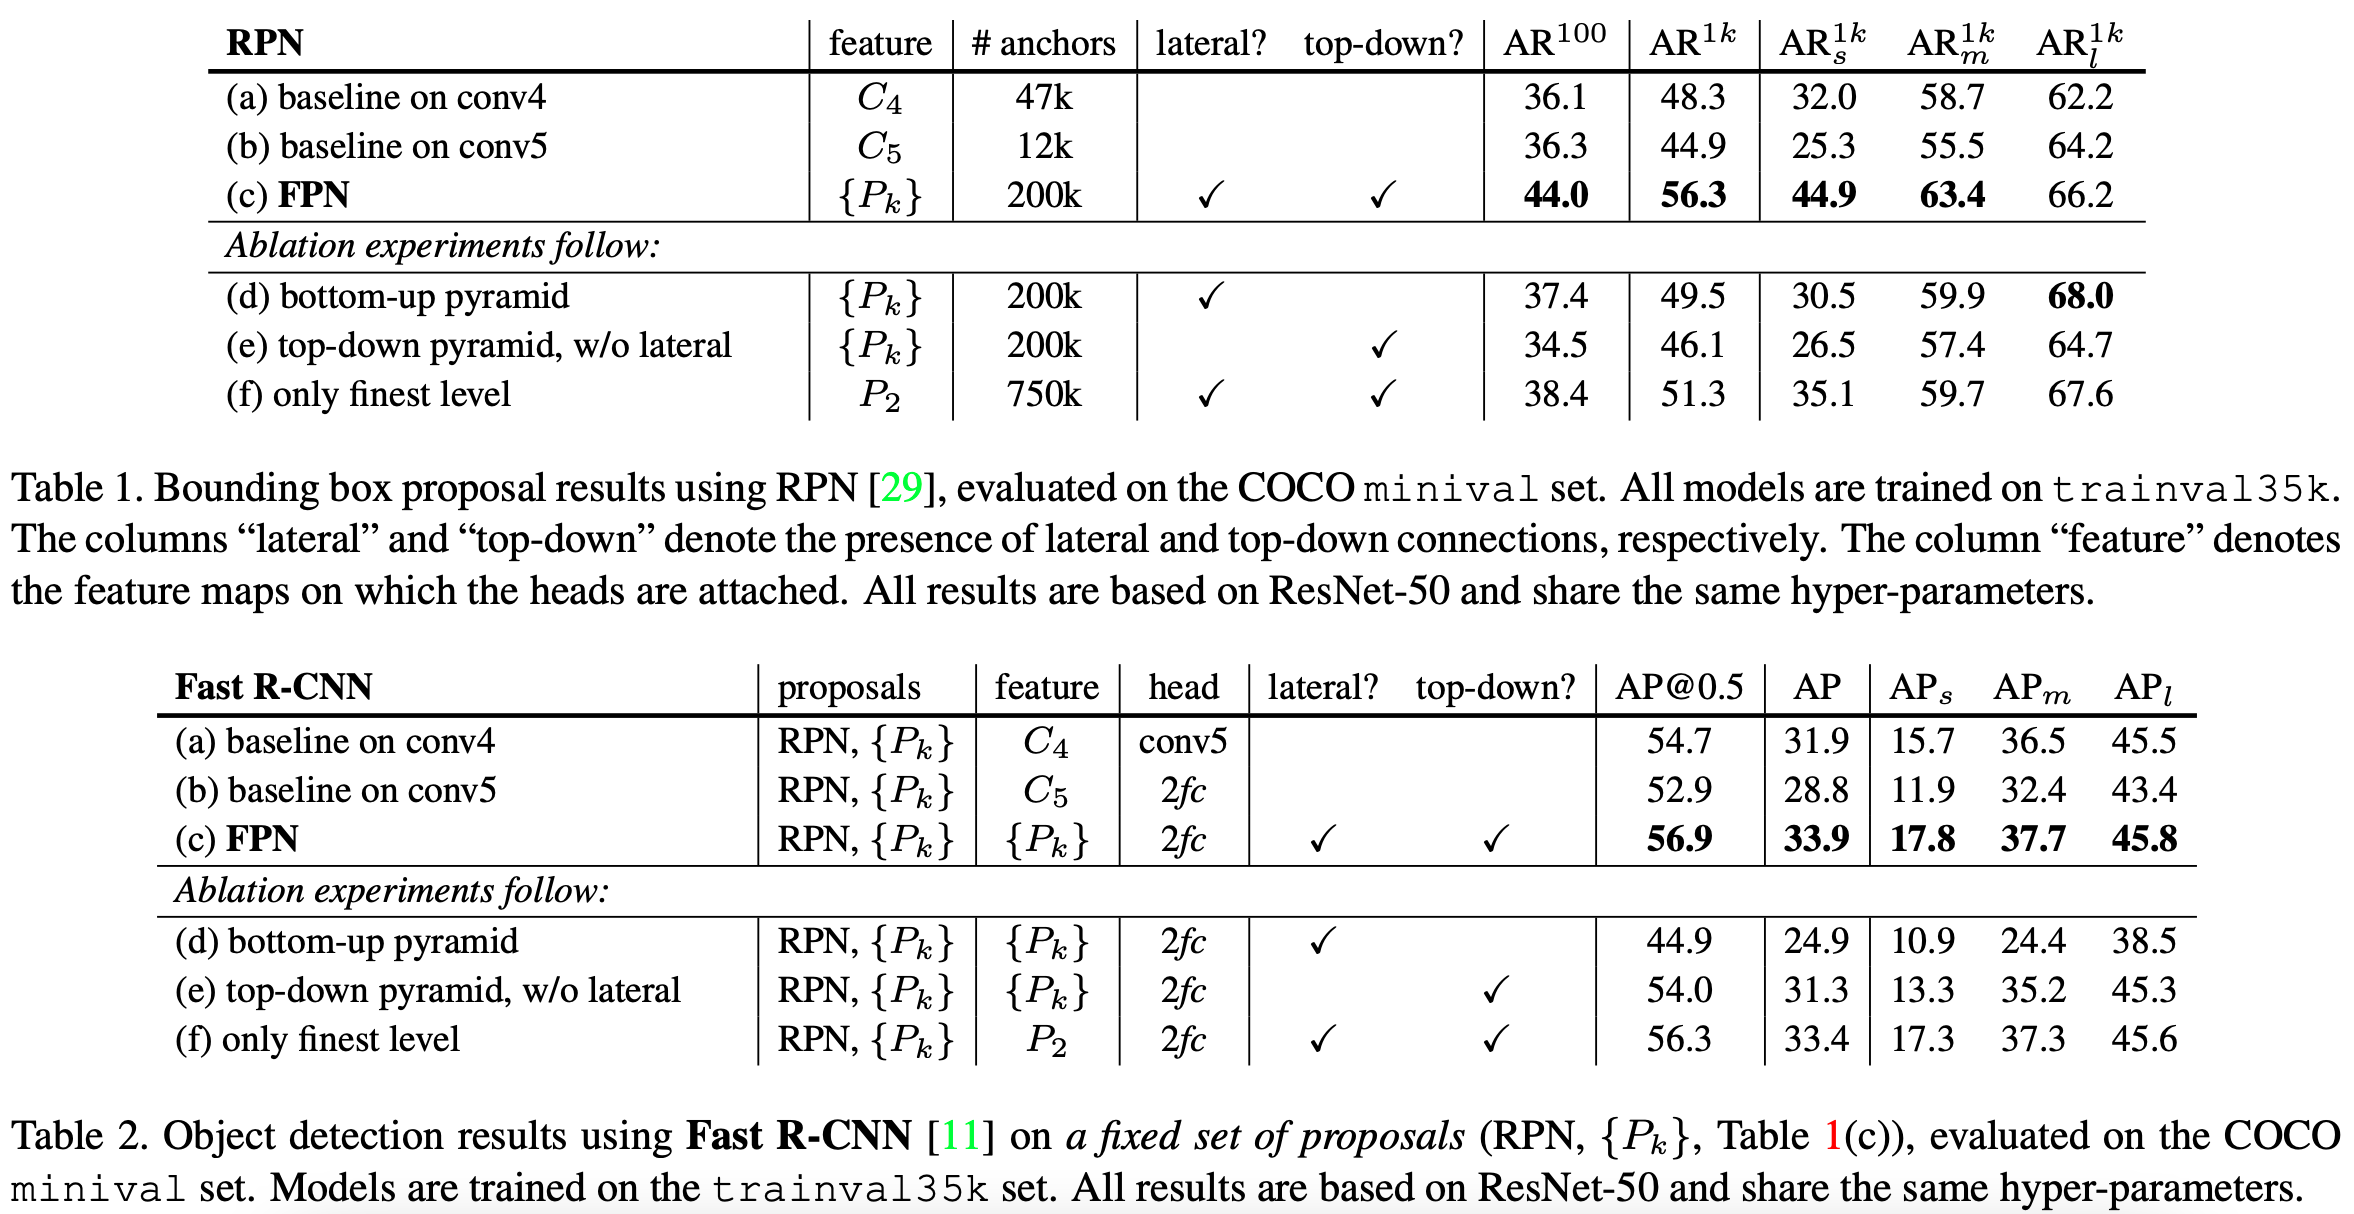 RPN feature # anchors lateral? top-down? AR^100 AR^1k AR_s^1k AR_m^1k AR_l^1k
(a) baseline on conv4 C_4 47k 36.1 48.3 32.0 58.7 62.2
(b) baseline on conv5 C_5 12k 36.3 44.9 25.3 55.5 64.2
(c) FPN {P_k} 200k ✓ ✓ 44.0 56.3 44.9 63.4 66.2
Ablation experiments follow:
(d) bottom-up pyramid {P_k} 200k ✓ 37.4 49.5 30.5 59.9 68.0
(e) top-down pyramid, w/o lateral {P_k} 200k ✓ 34.5 46.1 26.5 57.4 64.7
(f) only finest level P_2 750k ✓ ✓ 38.4 51.3 35.1 59.7 67.6
Table 1. Bounding box proposal results using RPN [29], evaluated on the COCO minival set. All models are trained on trainval35k.
The columns “lateral” and “top-down” denote the presence of lateral and top-down connections, respectively. The column “feature” denotes
the feature maps on which the heads are attached. All results are based on ResNet-50 and share the same hyper-parameters.
Fast R-CNN proposals feature head lateral? top-down? AP@0.5 AP AP_s AP_m AP_l
(a) baseline on conv4 RPN, {P_k} C_4 conv5 54.7 31.9 15.7 36.5 45.5
(b) baseline on conv5 RPN, {P_k} C_5 2fc 52.9 28.8 11.9 32.4 43.4
(c) FPN RPN, {P_k} {P_k} 2fc ✓ ✓ 56.9 33.9 17.8 37.7 45.8
Ablation experiments follow:
(d) bottom-up pyramid RPN, {P_k} {P_k} 2fc ✓ 44.9 24.9 10.9 24.4 38.5
(e) top-down pyramid, w/o lateral RPN, {P_k} {P_k} 2fc ✓ 54.0 31.3 13.3 35.2 45.3
(f) only finest level RPN, {P_k} P_2 2fc ✓ ✓ 56.3 33.4 17.3 37.3 45.6
Table 2. Object detection results using Fast R-CNN [11] on a fixed set of proposals (RPN, {P_k}, Table 1(c)), evaluated on the COCO
minival set. Models are trained on the trainval35k set. All results are based on ResNet-50 and share the same hyper-parameters.